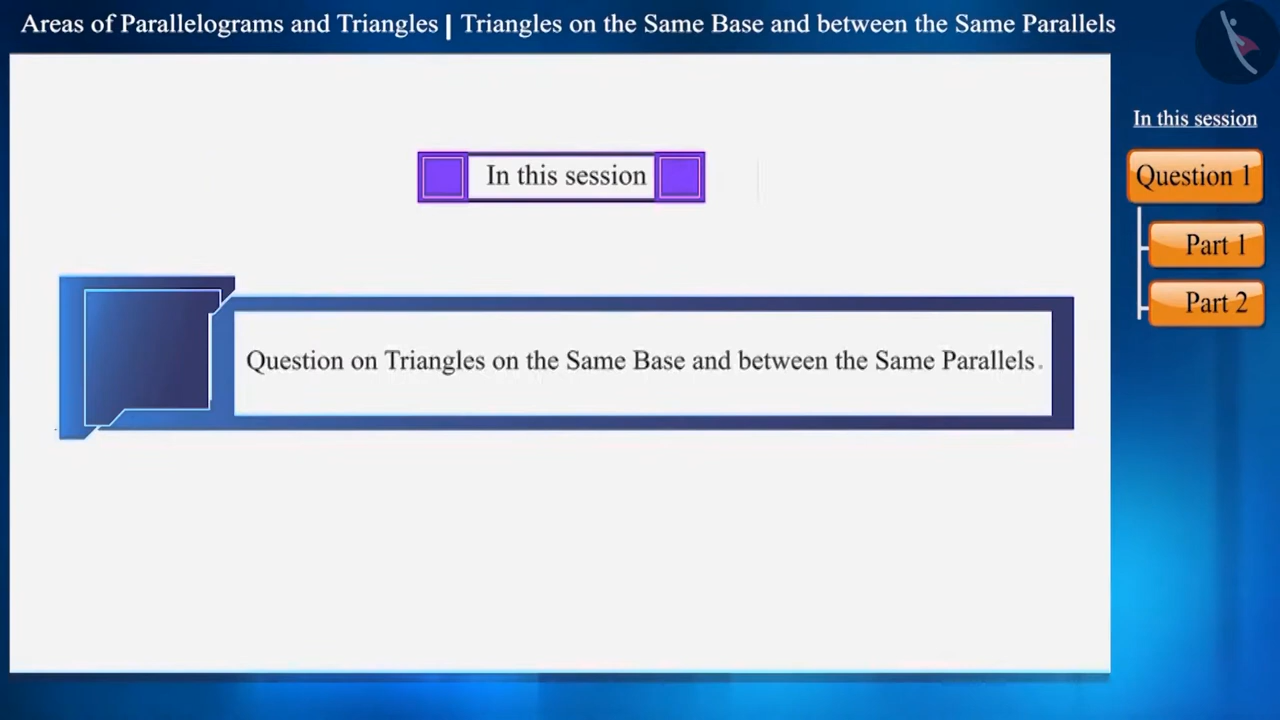 Areas of Parallelograms and Triangles | Triangles on the Same Base and between the Same Parallels
In this session
Question 1
Part 1
Part 2
In this session
Question on Triangles on the Same Base and between the Same Parallels.